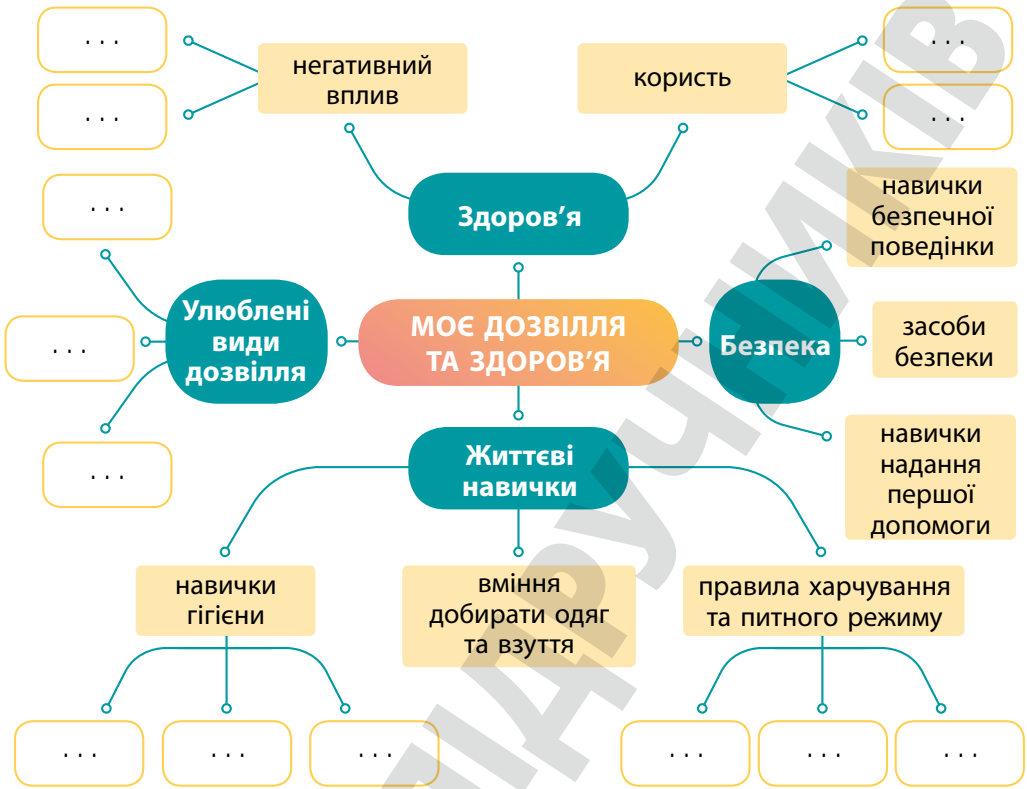 . . .
. . .
негативний
вплив
користь
. . .
. . .
. . .
Здоров’я
навички
безпечної
поведінки
. . .
Улюблені
види
дозвілля
МОЄ ДОЗВІЛЛЯ
ТА ЗДОРОВ’Я
Безпека
засоби
безпеки
. . .
Життєві
навички
навички
надання
першої
допомоги
навички
гігієни
вміння
добирати одяг
та взуття
правила харчування
та питного режиму
. . .
. . .
. . .
. . .
. . .
. . .